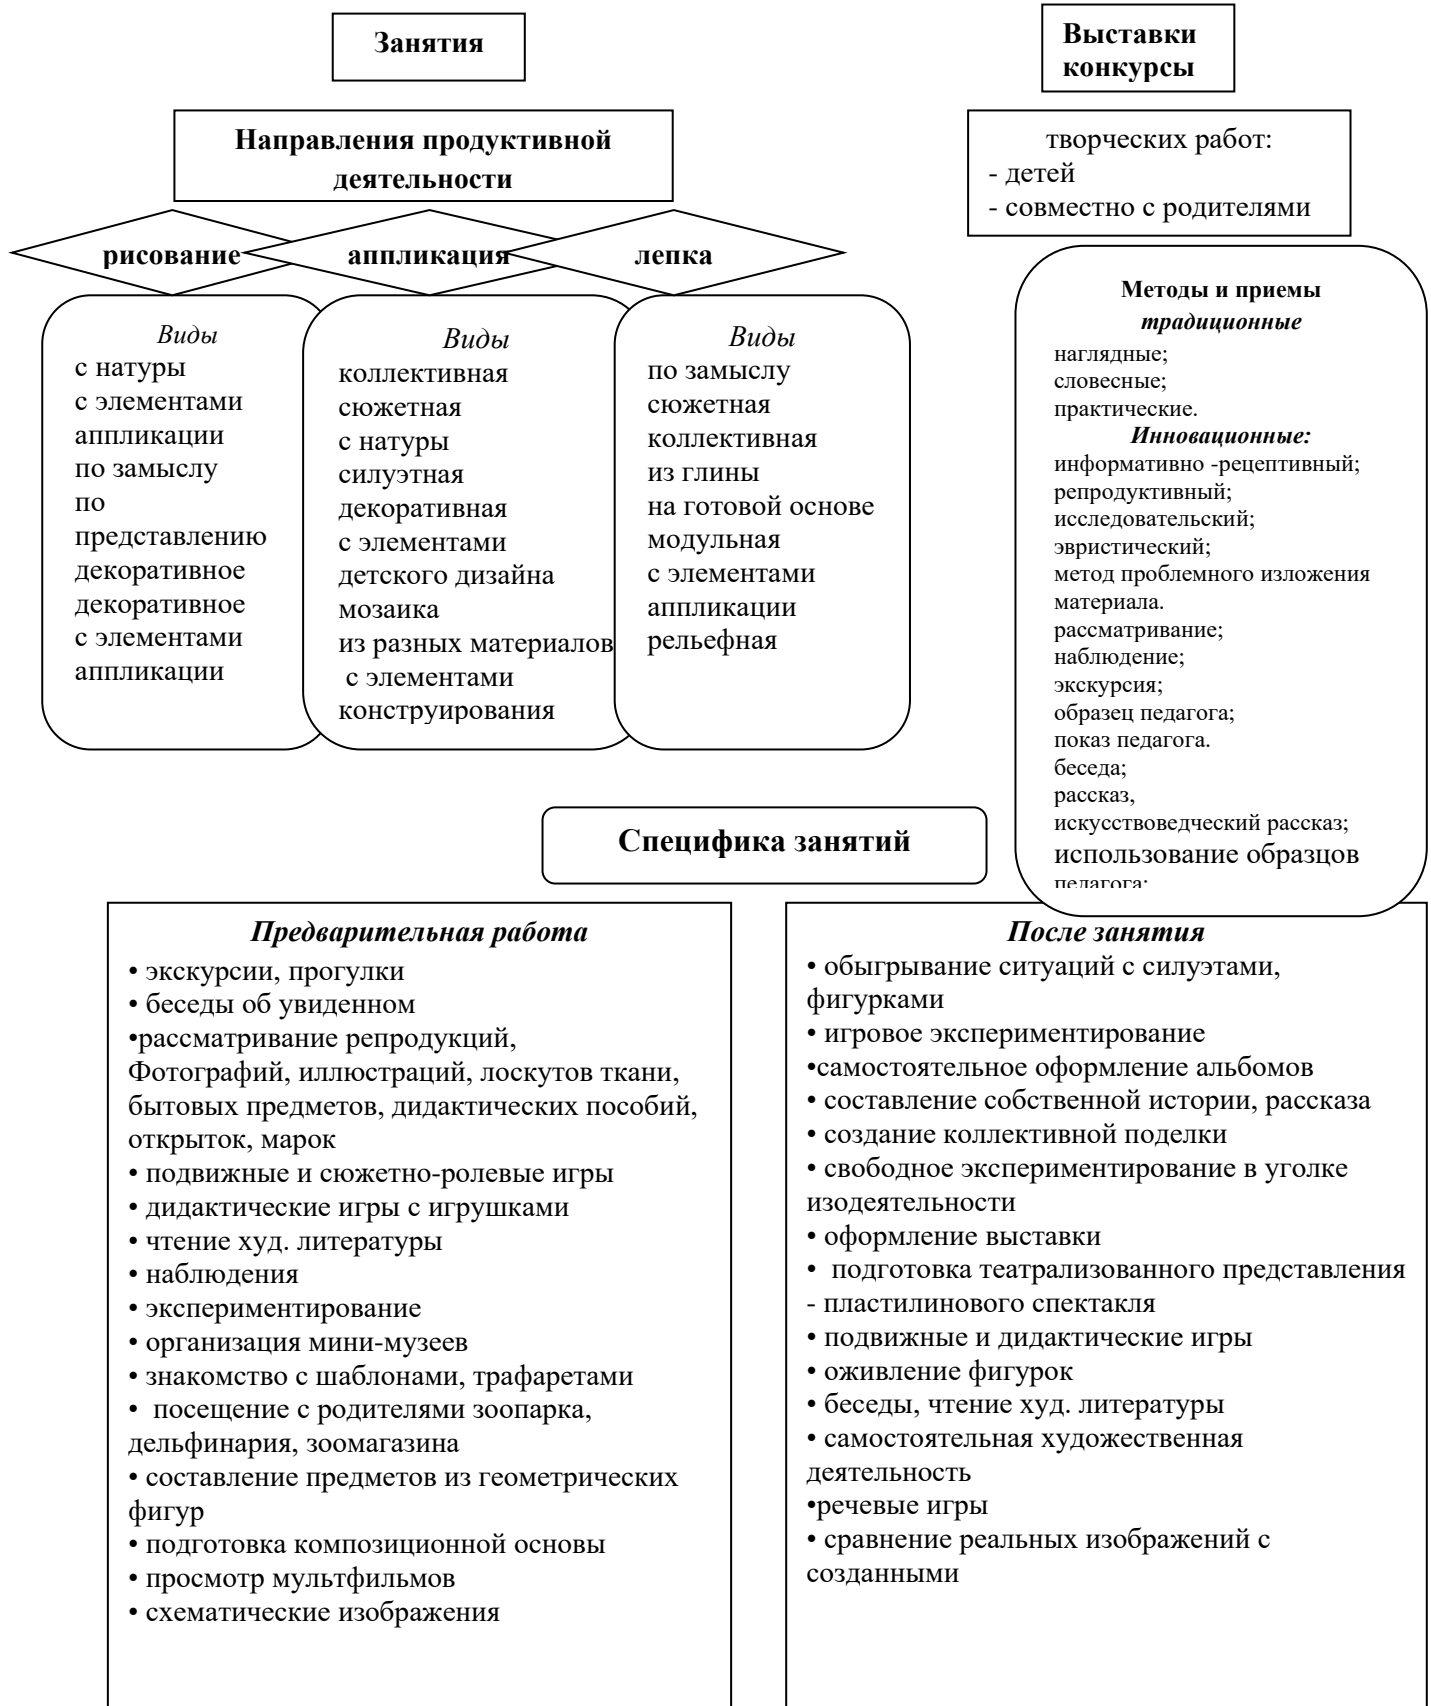 Занятия
Выставки
конкурсы
Направления продуктивной
деятельности
творческих работ:
- детей
- совместно с родителями
рисование
аппликация
лепка
Виды
с натуры
с элементами
аппликации
по замыслу
по
представлению
декоративное
декоративное
с элементами
аппликации
Виды
коллективная
сюжетная
с натуры
силуэтная
декоративная
с элементами
детского дизайна
мозаика
из разных материалов
с элементами
конструирования
Виды
по замыслу
сюжетная
коллективная
из глины
на готовой основе
модульная
с элементами
аппликации
рельефная
Методы и приемы
традиционные
наглядные;
словесные;
практические.
Инновационные:
информативно -рецептивный;
репродуктивный;
исследовательский;
эвристический;
метод проблемного изложения
материала.
рассматривание;
наблюдение;
экскурсия;
образец педагога;
показ педагога.
беседа;
рассказ,
искусствоведческий рассказ;
использование образцов
педагога;
Специфика занятий
Предварительная работа
• экскурсии, прогулки
• беседы об увиденном
•рассматривание репродукций,
Фотографий, иллюстраций, лоскутов ткани,
бытовых предметов, дидактических пособий,
открыток, марок
• подвижные и сюжетно-ролевые игры
• дидактические игры с игрушками
• чтение худ. литературы
• наблюдения
• экспериментирование
• организация мини-музеев
• знакомство с шаблонами, трафаретами
• посещение с родителями зоопарка,
дельфинария, зоомагазина
• составление предметов из геометрических
фигур
• подготовка композиционной основы
• просмотр мультфильмов
• схематические изображения
После занятия
• обыгрывание ситуаций с силуэтами,
фигурками
• игровое экспериментирование
•самостоятельное оформление альбомов
• составление собственной истории, рассказа
• создание коллективной поделки
• свободное экспериментирование в уголке
изодеятельности
• оформление выставки
• подготовка театрализованного представления
- пластилинового спектакля
• подвижные и дидактические игры
• оживление фигурок
• беседы, чтение худ. литературы
• самостоятельная художественная
деятельность
•речевые игры
• сравнение реальных изображений с
созданными